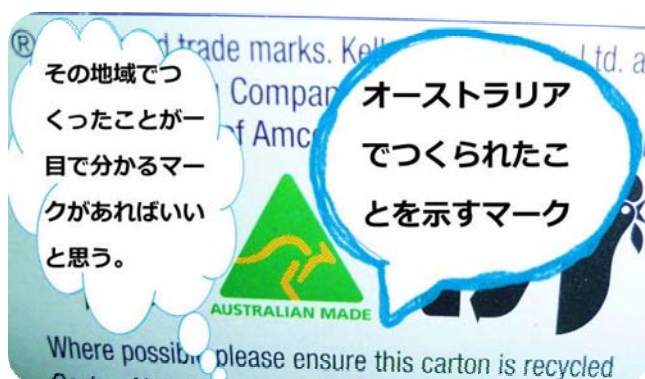 ® trade marks. Kel Ltd. a
Compan
of Amc
その地域でつ
くったことが一
目で分かるマー
クがあればいい
と思う。
オーストラリア
でつくられたこ
とを示すマーク
AUSTRALIAN MADE
Where possible please ensure this carton is recycled